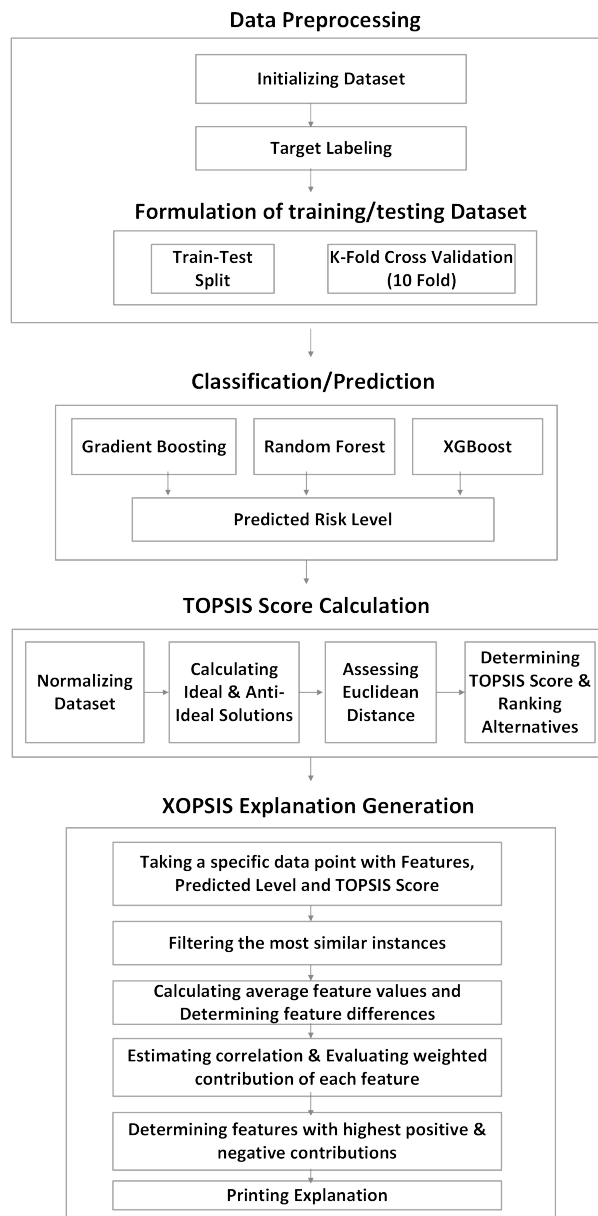 Data Preprocessing
Initializing Dataset
Target Labeling
Formulation of training/testing Dataset
Train-Test
Split
K-Fold Cross Validation
(10 Fold)
Classification/Prediction
Gradient Boosting
Random Forest
XGBoost
Predicted Risk Level
TOPSIS Score Calculation
Normalizing
Dataset
Calculating
Ideal & Anti-
Ideal Solutions
Assessing
Euclidean
Distance
Determining
TOPSIS Score &
Ranking
Alternatives
XOPSIS Explanation Generation
Taking a specific data point with Features,
Predicted Level and TOPSIS Score
Filtering the most similar instances
Calculating average feature values and
Determining feature differences
Estimating correlation & Evaluating weighted
contribution of each feature
Determining features with highest positive &
negative contributions
Printing Explanation